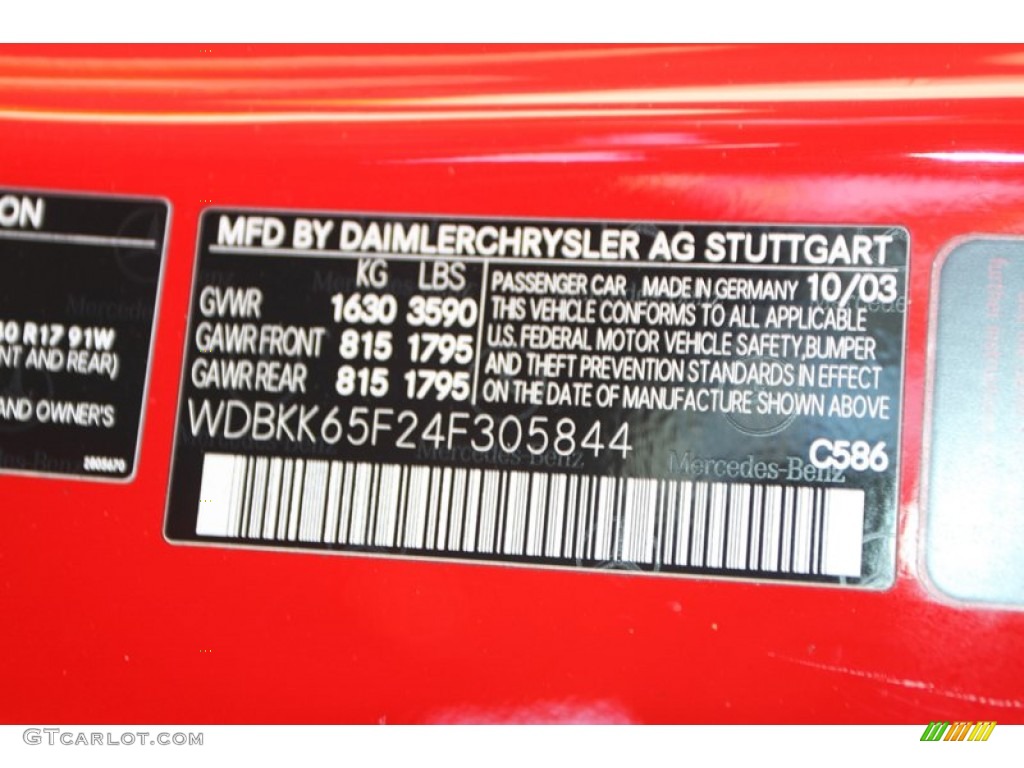 ON
40 R17 91W
NT AND REAR)
AND OWNER'S
2805670
MFD BY DAIMLERCHRYSLER AG STUTTGART
KG LBS
GVWR 1630 3590
GAWR FRONT 815 1795
GAWR REAR 815 1795
PASSENGER CAR MADE IN GERMANY 10/03
THIS VEHICLE CONFORMS TO ALL APPLICABLE
U.S. FEDERAL MOTOR VEHICLE SAFETY, BUMPER
AND THEFT PREVENTION STANDARDS IN EFFECT
ON THE DATE OF MANUFACTURE SHOWN ABOVE
WDBKK65F24F305844
C586
Mercedes-Benz
GTCARLOT.COM